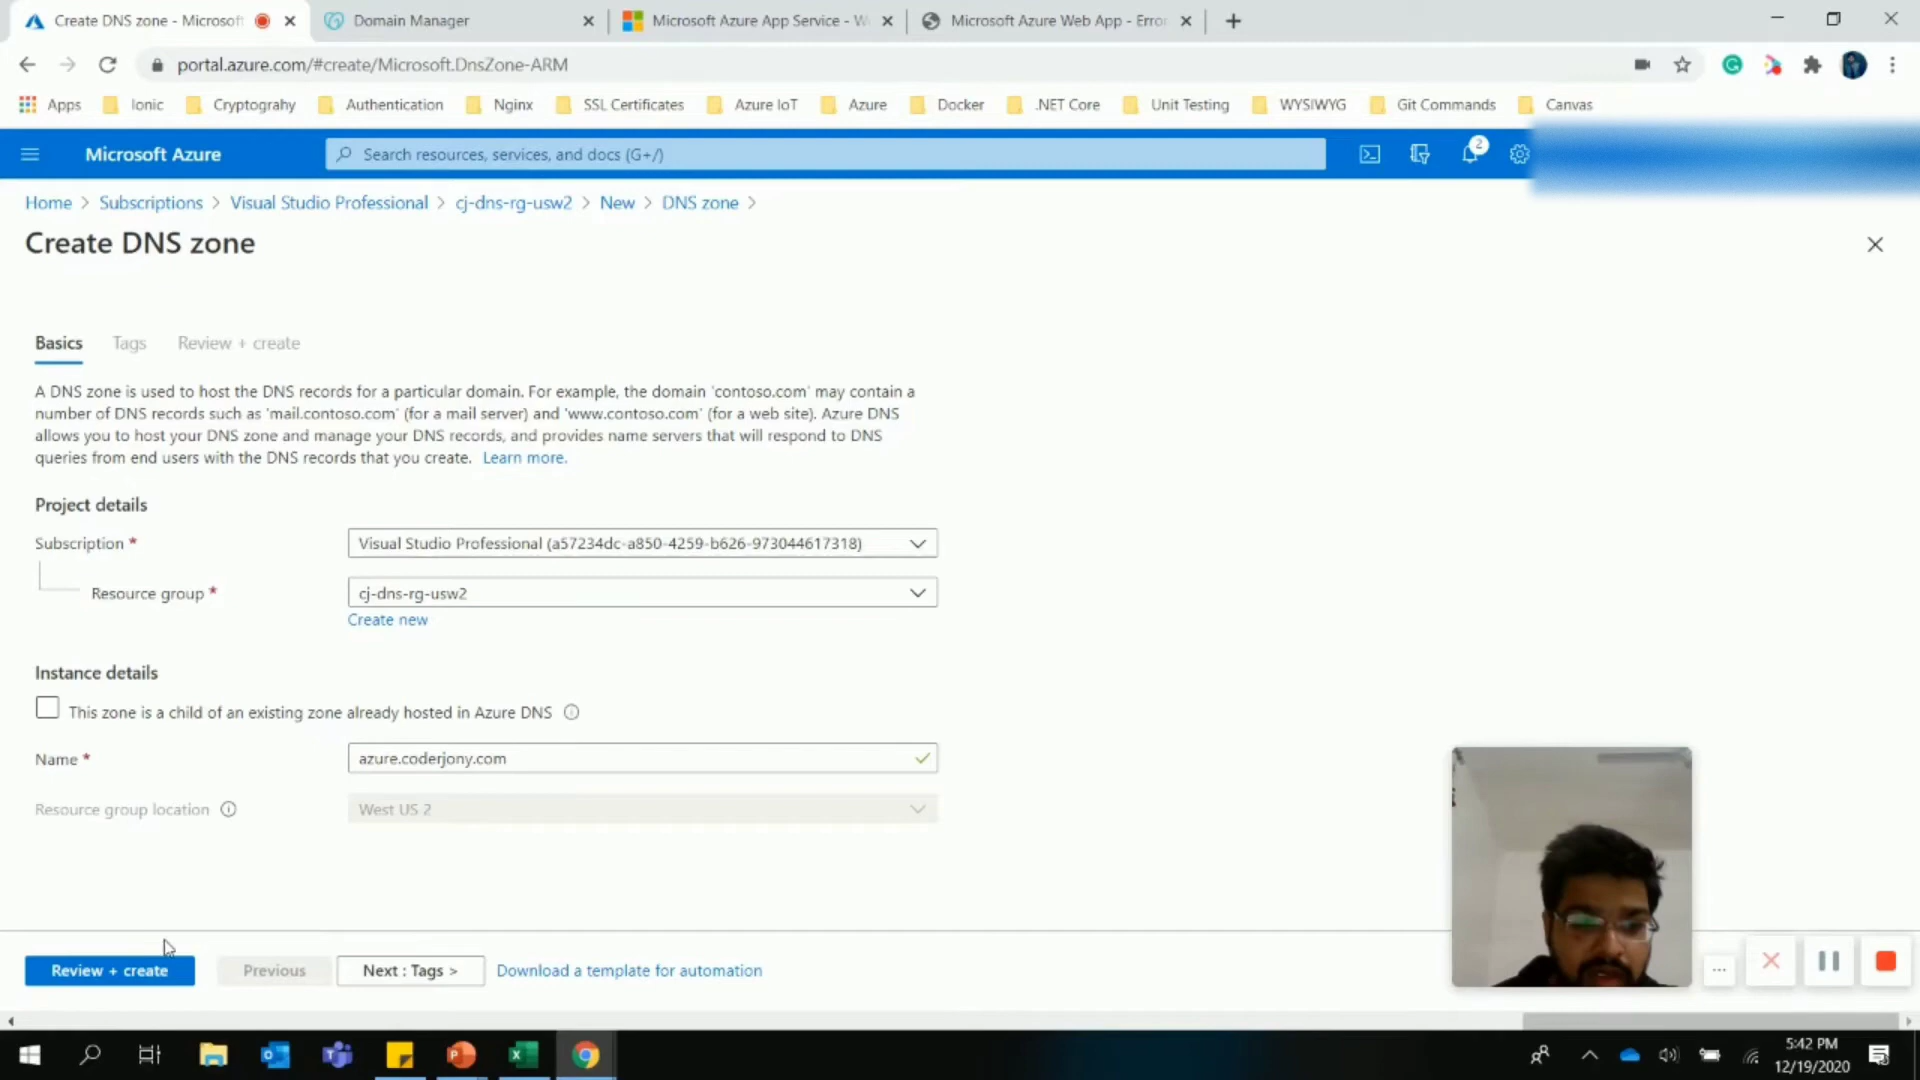 Create DNS zone - Microsoft
Domain Manager
Microsoft Azure App Service - W
Microsoft Azure Web App - Error
portal.azure.com/#create/Microsoft.DnsZone-ARM
Apps Ionic Cryptograhy Authentication Nginx SSL Certificates Azure IoT Azure Docker .NET Core Unit Testing WYSIWYG Git Commands Canvas
Microsoft Azure
Search resources, services, and docs (G+/)
2
Home > Subscriptions > Visual Studio Professional > cj-dns-rg-usw2 > New > DNS zone >
Create DNS zone
Basics Tags Review + create
A DNS zone is used to host the DNS records for a particular domain. For example, the domain 'contoso.com' may contain a
number of DNS records such as 'mail.contoso.com' (for a mail server) and 'www.contoso.com' (for a web site). Azure DNS
allows you to host your DNS zone and manage your DNS records, and provides name servers that will respond to DNS
queries from end users with the DNS records that you create. Learn more.
Project details
Subscription *
Visual Studio Professional (a57234dc-a850-4259-b626-973044617318)
Resource group *
cj-dns-rg-usw2
Create new
Instance details
This zone is a child of an existing zone already hosted in Azure DNS
Name *
azure.coderjony.com
Resource group location
West US 2
Review + create
Previous
Next : Tags >
Download a template for automation
5:42 PM
12/19/2020